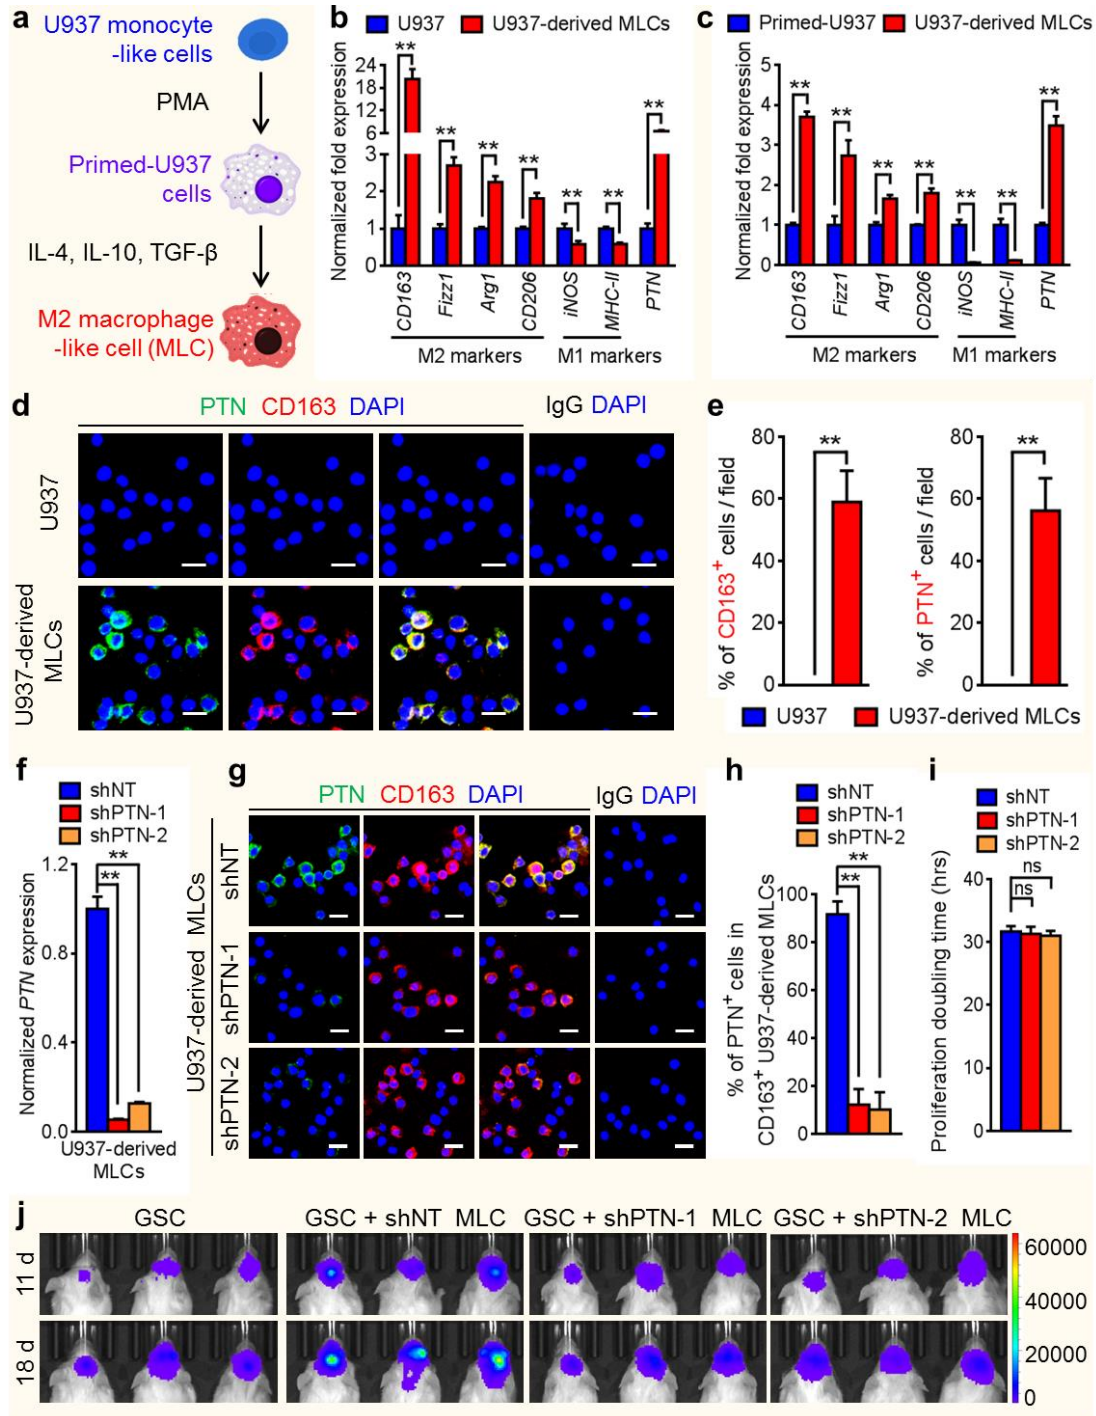 a
U937 monocyte
-like cells
PMA
Primed-U937
cells
IL-4, IL-10, TGF-β
M2 macrophage
-like cell (MLC)
b
U937 U937-derived MLCs
Normalized fold expression
24
18
12
6
3
2
1
0
** ** ** ** ** ** **
CD163 Fizz1 Arg1 CD206 iNOS MHC-II PTN
M2 markers M1 markers
c
Primed-U937 U937-derived MLCs
Normalized fold expression
5
4
3
2
1
0
** ** ** ** ** ** **
CD163 Fizz1 Arg1 CD206 iNOS MHC-II PTN
M2 markers M1 markers
d
PTN CD163 DAPI IgG DAPI
U937
U937-derived
MLCs
e
% of CD163+ cells / field
80
60
40
20
0
**
% of PTN+ cells / field
80
60
40
20
0
**
U937 U937-derived MLCs
f
shNT
shPTN-1
shPTN-2
Normalized PTN expression
1.2
0.8
0.4
0.0
**
**
U937-derived
MLCs
g
PTN CD163 DAPI IgG DAPI
U937-derived MLCs
shNT
shPTN-1
shPTN-2
h
shNT
shPTN-1
shPTN-2
% of PTN+ cells in
CD163+ U937-derived MLCs
100
80
60
40
20
0
**
**
i
shNT
shPTN-1
shPTN-2
Proliferation doubling time (hrs)
40
30
20
10
0
ns
ns
j
GSC GSC + shNT MLC GSC + shPTN-1 MLC GSC + shPTN-2 MLC
11 d
18 d
60000
40000
20000
0